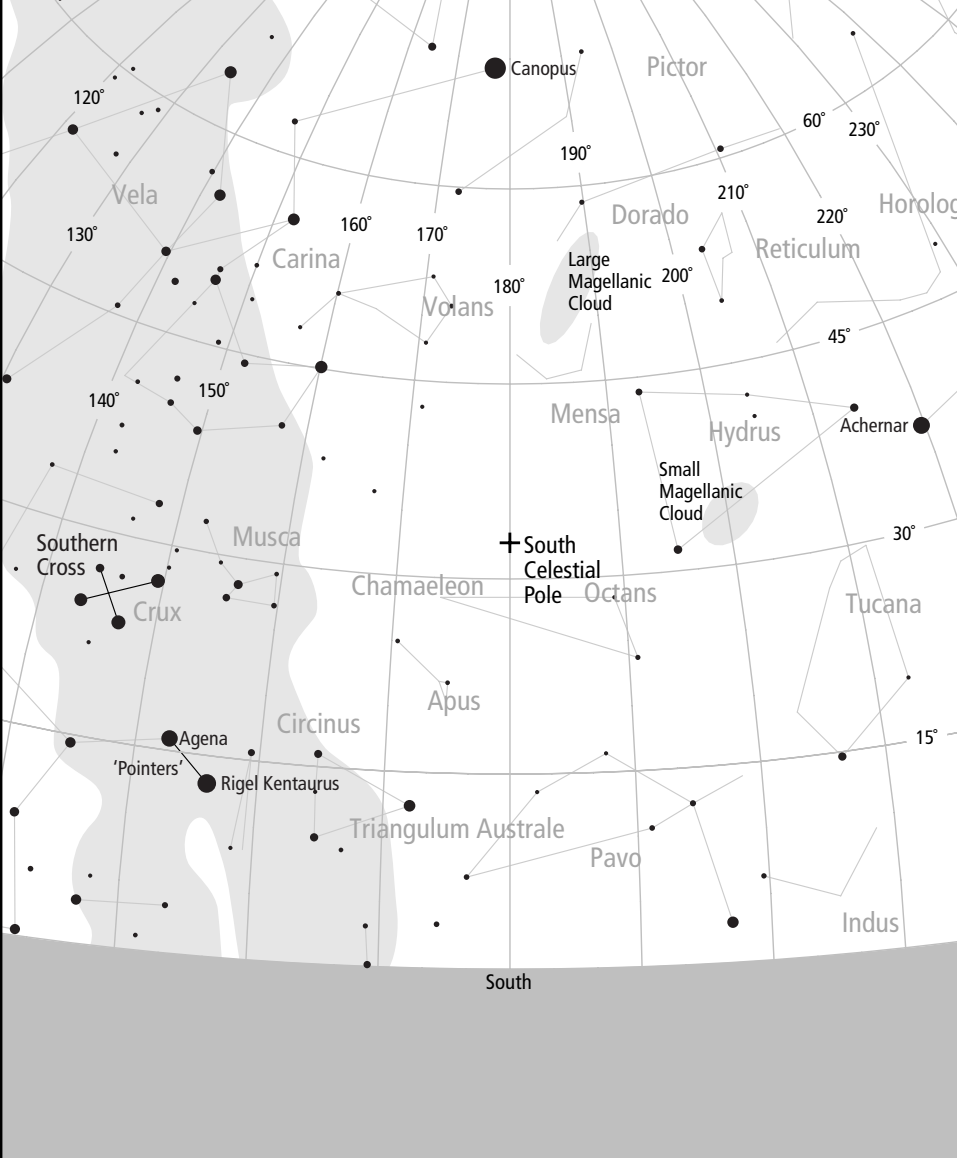 Canopus
Pictor
120°
60°
230°
190°
210°
Vela
Horolog
Dorado
220°
160°
170°
130°
Reticulum
Carina
Large
Magellanic
Cloud
200°
180°
Volans
45°
150°
140°
Mensa
Hydrus
Achernar
Small
Magellanic
Cloud
Musca
30°
Southern
Cross
South
Celestial
Pole
Chamaeleon
Octans
Crux
Tucana
Apus
Circinus
Agena
15°
'Pointers'
Rigel Kentaurus
Triangulum Australe
Pavo
Indus
South